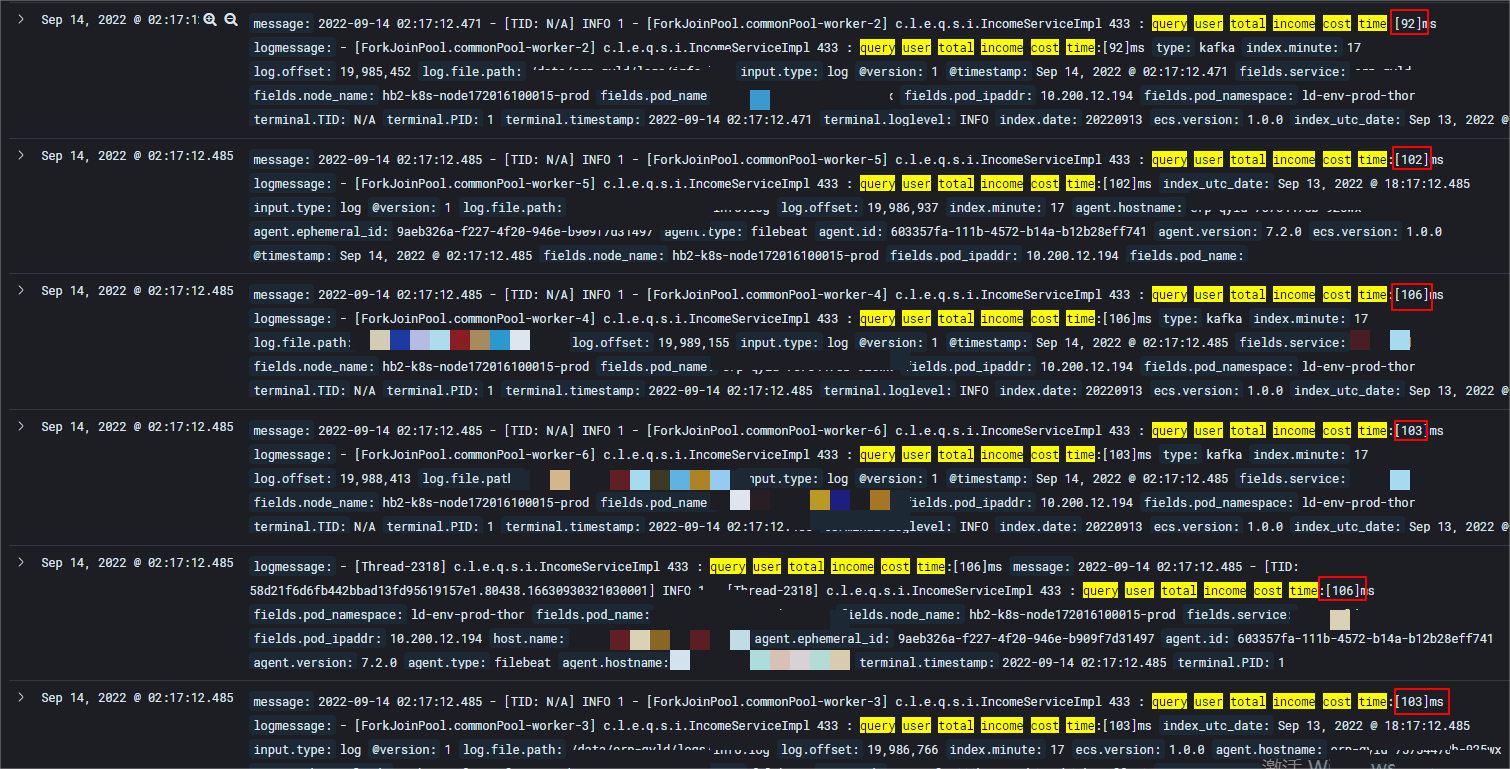 Sep 14, 2022 @ 02:17:1 message: 2022-09-14 02:17:12.471 - [TID: N/A] INFO 1 - [ForkJoinPool.commonPool-worker-2] c.l.e.q.s.i.IncomeServiceImpl 433 : query user total income cost time:[92]ms
logmessage: - [ForkJoinPool.commonPool-worker-2] c.l.e.q.s.i.IncomeServiceImpl 433 : query user total income cost time:[92]ms type: kafka index.minute: 17
log.offset: 19,985,452 log.file.path: input.type: log @version: 1 @timestamp: Sep 14, 2022 @ 02:17:12.471 fields.service:
fields.node_name: hb2-k8s-node172016100015-prod fields.pod_name fields.pod_ipaddr: 10.200.12.194 fields.pod_namespace: ld-env-prod-thor
terminal.TID: N/A terminal.PID: 1 terminal.timestamp: 2022-09-14 02:17:12.471 terminal.loglevel: INFO index.date: 20220913 ecs.version: 1.0.0 index_utc_date: Sep 13, 2022 @
Sep 14, 2022 @ 02:17:12.485 message: 2022-09-14 02:17:12.485 - [TID: N/A] INFO 1 - [ForkJoinPool.commonPool-worker-5] c.l.e.q.s.i.IncomeServiceImpl 433 : query user total income cost time:[102]ms
logmessage: - [ForkJoinPool.commonPool-worker-5] c.l.e.q.s.i.IncomeServiceImpl 433 : query user total income cost time:[102]ms index_utc_date: Sep 13, 2022 @ 18:17:12.485
input.type: log @version: 1 log.file.path: log.offset: 19,986,937 index.minute: 17 agent.hostname:
agent.ephemeral_id: 9aeb326a-f227-4f20-946e-b909f7d31497 agent.type: filebeat agent.id: 603357fa-111b-4572-b14a-b12b28eff741 agent.version: 7.2.0 ecs.version: 1.0.0
@timestamp: Sep 14, 2022 @ 02:17:12.485 fields.node_name: hb2-k8s-node172016100015-prod fields.pod_ipaddr: 10.200.12.194 fields.pod_name:
Sep 14, 2022 @ 02:17:12.485 message: 2022-09-14 02:17:12.485 - [TID: N/A] INFO 1 - [ForkJoinPool.commonPool-worker-4] c.l.e.q.s.i.IncomeServiceImpl 433 : query user total income cost time:[106]ms
logmessage: - [ForkJoinPool.commonPool-worker-4] c.l.e.q.s.i.IncomeServiceImpl 433 : query user total income cost time:[106]ms type: kafka index.minute: 17
log.file.path: log.offset: 19,989,155 input.type: log @version: 1 @timestamp: Sep 14, 2022 @ 02:17:12.485 fields.service:
fields.node_name: hb2-k8s-node172016100015-prod fields.pod_name: fields.pod_ipaddr: 10.200.12.194 fields.pod_namespace: ld-env-prod-thor
terminal.TID: N/A terminal.PID: 1 terminal.timestamp: 2022-09-14 02:17:12.485 terminal.loglevel: INFO index.date: 20220913 ecs.version: 1.0.0 index_utc_date: Sep 13, 2022 @
Sep 14, 2022 @ 02:17:12.485 message: 2022-09-14 02:17:12.485 - [TID: N/A] INFO 1 - [ForkJoinPool.commonPool-worker-6] c.l.e.q.s.i.IncomeServiceImpl 433 : query user total income cost time:[103]ms
logmessage: - [ForkJoinPool.commonPool-worker-6] c.l.e.q.s.i.IncomeServiceImpl 433 : query user total income cost time:[103]ms type: kafka index.minute: 17
log.offset: 19,988,413 log.file.path input.type: log @version: 1 @timestamp: Sep 14, 2022 @ 02:17:12.485 fields.service:
fields.node_name: hb2-k8s-node172016100015-prod fields.pod_name fields.pod_ipaddr: 10.200.12.194 fields.pod_namespace: ld-env-prod-thor
terminal.TID: N/A terminal.PID: 1 terminal.timestamp: 2022-09-14 02:17:12. INFO index.date: 20220913 ecs.version: 1.0.0 index_utc_date: Sep 13, 2022 @
Sep 14, 2022 @ 02:17:12.485 logmessage: - [Thread-2318] c.l.e.q.s.i.IncomeServiceImpl 433 : query user total income cost time:[106]ms message: 2022-09-14 02:17:12.485 - [TID:
58d21f6d6fb442bbad13fd95619157e1.80438.16630930321030001] INFO 1 [Thread-2318] c.l.e.q.s.i.IncomeServiceImpl 433 : query user total income cost time:[106]ms
fields.pod_namespace: ld-env-prod-thor fields.pod_name: fields.node_name: hb2-k8s-node172016100015-prod fields.service:
fields.pod_ipaddr: 10.200.12.194 host.name: agent.ephemeral_id: 9aeb326a-f227-4f20-946e-b909f7d31497 agent.id: 603357fa-111b-4572-b14a-b12b28eff741
agent.version: 7.2.0 agent.type: filebeat agent.hostname: terminal.timestamp: 2022-09-14 02:17:12.485 terminal.PID: 1
Sep 14, 2022 @ 02:17:12.485 message: 2022-09-14 02:17:12.485 - [TID: N/A] INFO 1 - [ForkJoinPool.commonPool-worker-3] c.l.e.q.s.i.IncomeServiceImpl 433 : query user total income cost time:[103]ms
logmessage: - [ForkJoinPool.commonPool-worker-3] c.l.e.q.s.i.IncomeServiceImpl 433 : query user total income cost time:[103]ms index_utc_date: Sep 13, 2022 @ 18:17:12.485
input.type: log @version: 1 log.file.path: log.offset: 19,986,766 index.minute: 17 ecs.version: 1.0.0 agent.hostname: